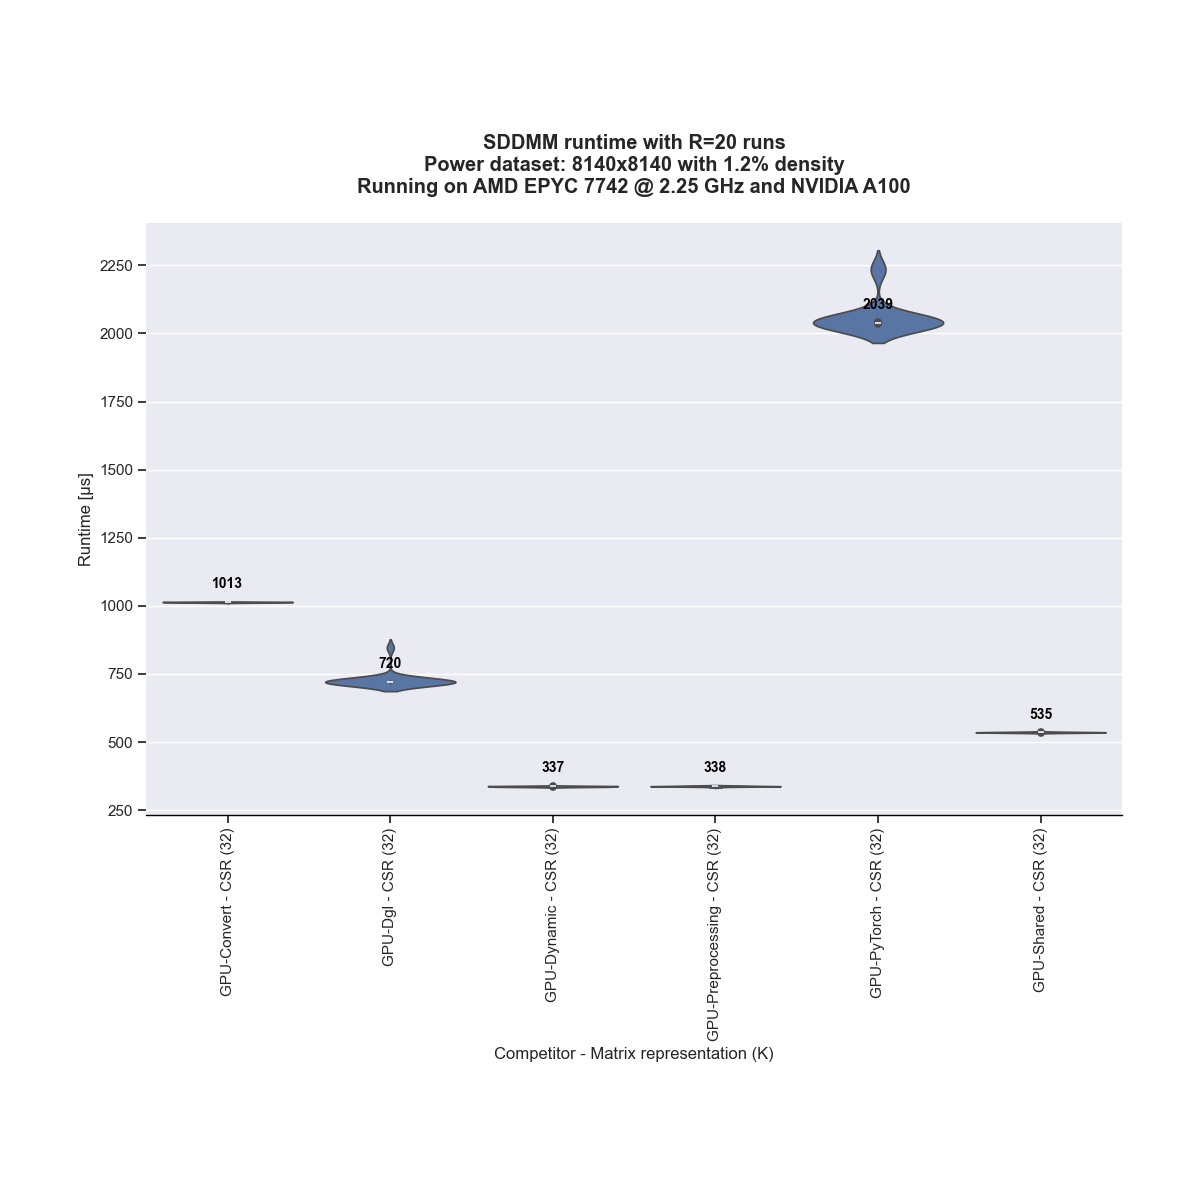 SDDMM runtime with R=20 runs
Power dataset: 8140x8140 with 1.2% density
Running on AMD EPYC 7742 @ 2.25 GHz and NVIDIA A100
Runtime [µs]
2250
2000
1750
1500
1250
1000
750
500
250
1013
720
337
338
2039
535
GPU-Convert - CSR (32)
GPU-Dgl - CSR (32)
GPU-Dynamic - CSR (32)
GPU-Preprocessing - CSR (32)
GPU-PyTorch - CSR (32)
GPU-Shared - CSR (32)
Competitor - Matrix representation (K)